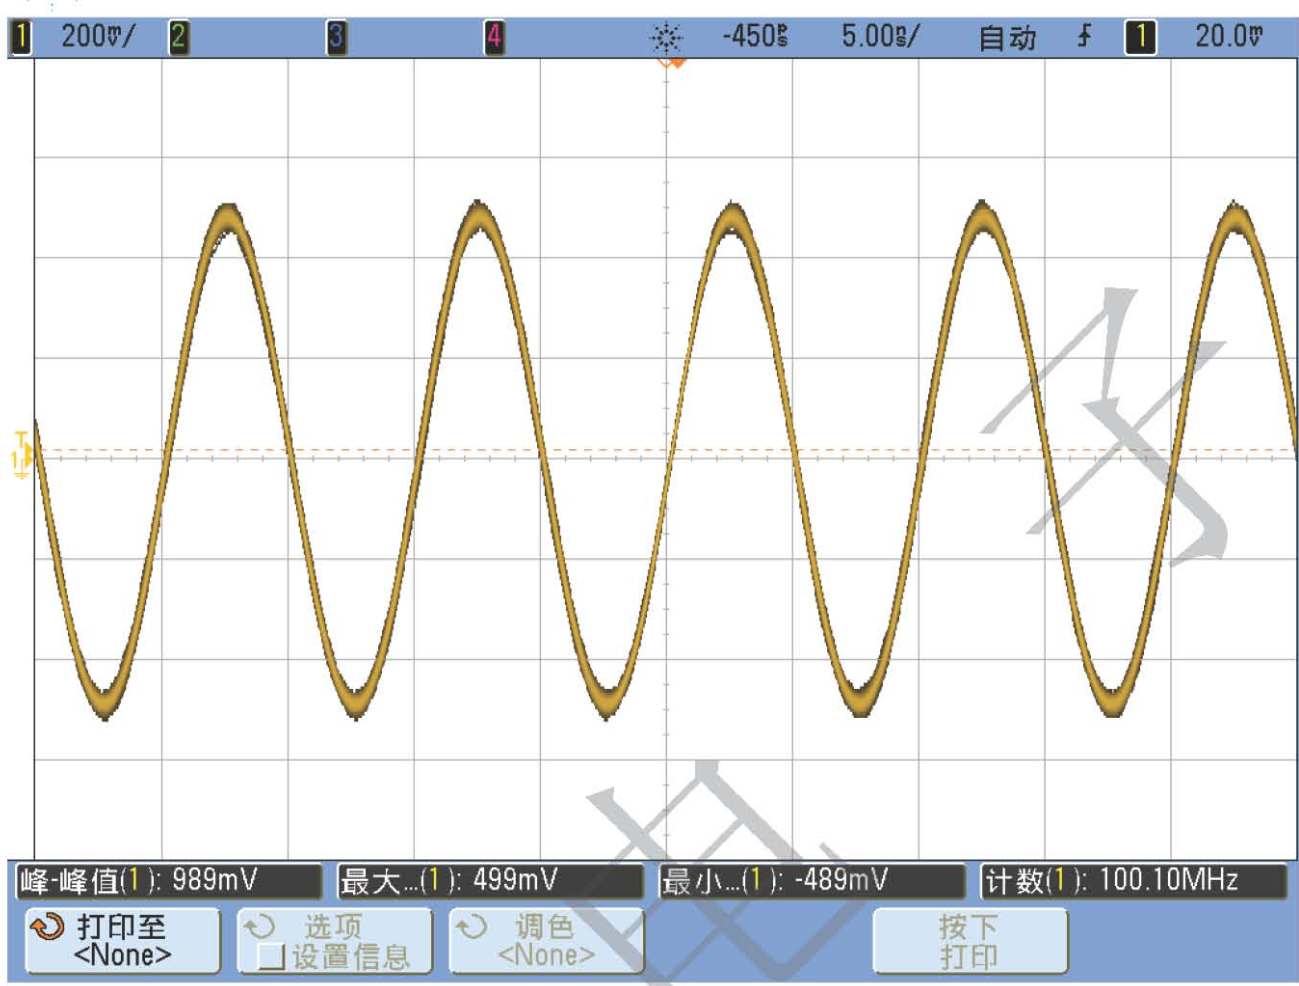 1 200mV/ 2 3 4 -450ps 5.00ns/ 自动 1 20.0mV
T
1
峰-峰值(1): 989mV 最大...(1): 499mV 最小...(1): -489mV 计数(1): 100.10MHz
打印至 选项 调色 按下
<None> 设置信息 <None> 打印